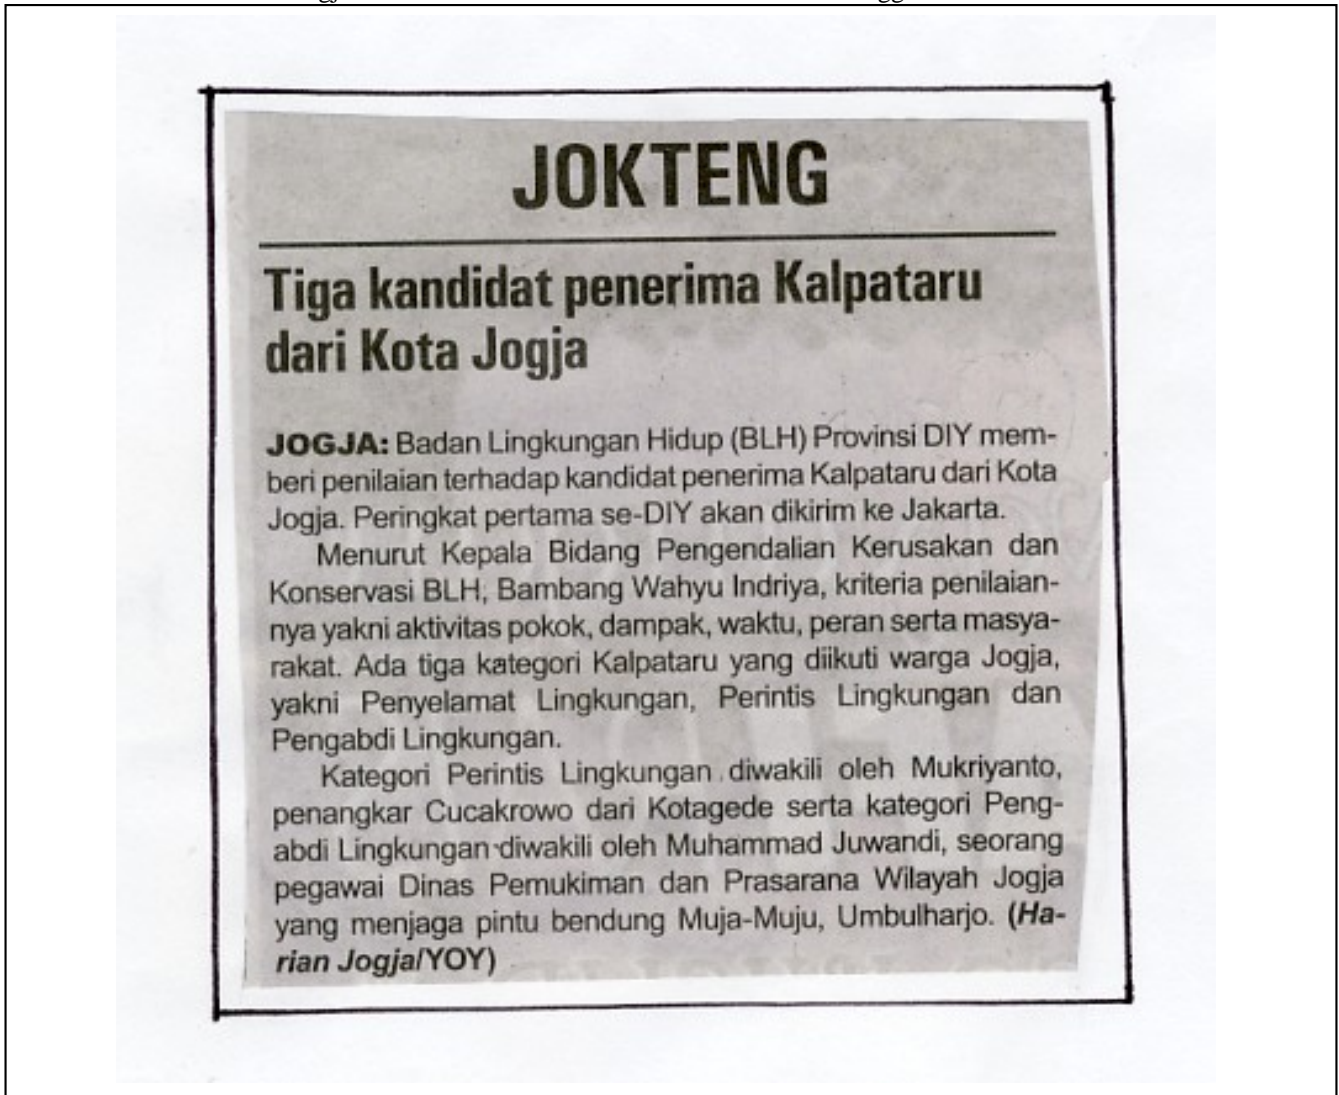 JOKTENG
Tiga kandidat penerima Kalpataru
dari Kota Jogja
JOGJA: Badan Lingkungan Hidup (BLH) Provinsi DIY mem-
beri penilaian terhadap kandidat penerima Kalpataru dari Kota
Jogja. Peringkat pertama se-DIY akan dikirim ke Jakarta.
Menurut Kepala Bidang Pengendalian Kerusakan dan
Konservasi BLH, Bambang Wahyu Indriya, kriteria penilaian-
nya yakni aktivitas pokok, dampak, waktu, peran serta masya-
rakat. Ada tiga kategori Kalpataru yang diikuti warga Jogja,
yakni Penyelamat Lingkungan, Perintis Lingkungan dan
Pengabdi Lingkungan.
Kategori Perintis Lingkungan diwakili oleh Mukriyanto,
penangkar Cucakrowo dari Kotagede serta kategori Peng-
abdi Lingkungan diwakili oleh Muhammad Juwandi, seorang
pegawai Dinas Pemukiman dan Prasarana Wilayah Jogja
yang menjaga pintu bendung Muja-Muju, Umbulharjo. (Ha-
rian Jogja/YOY)